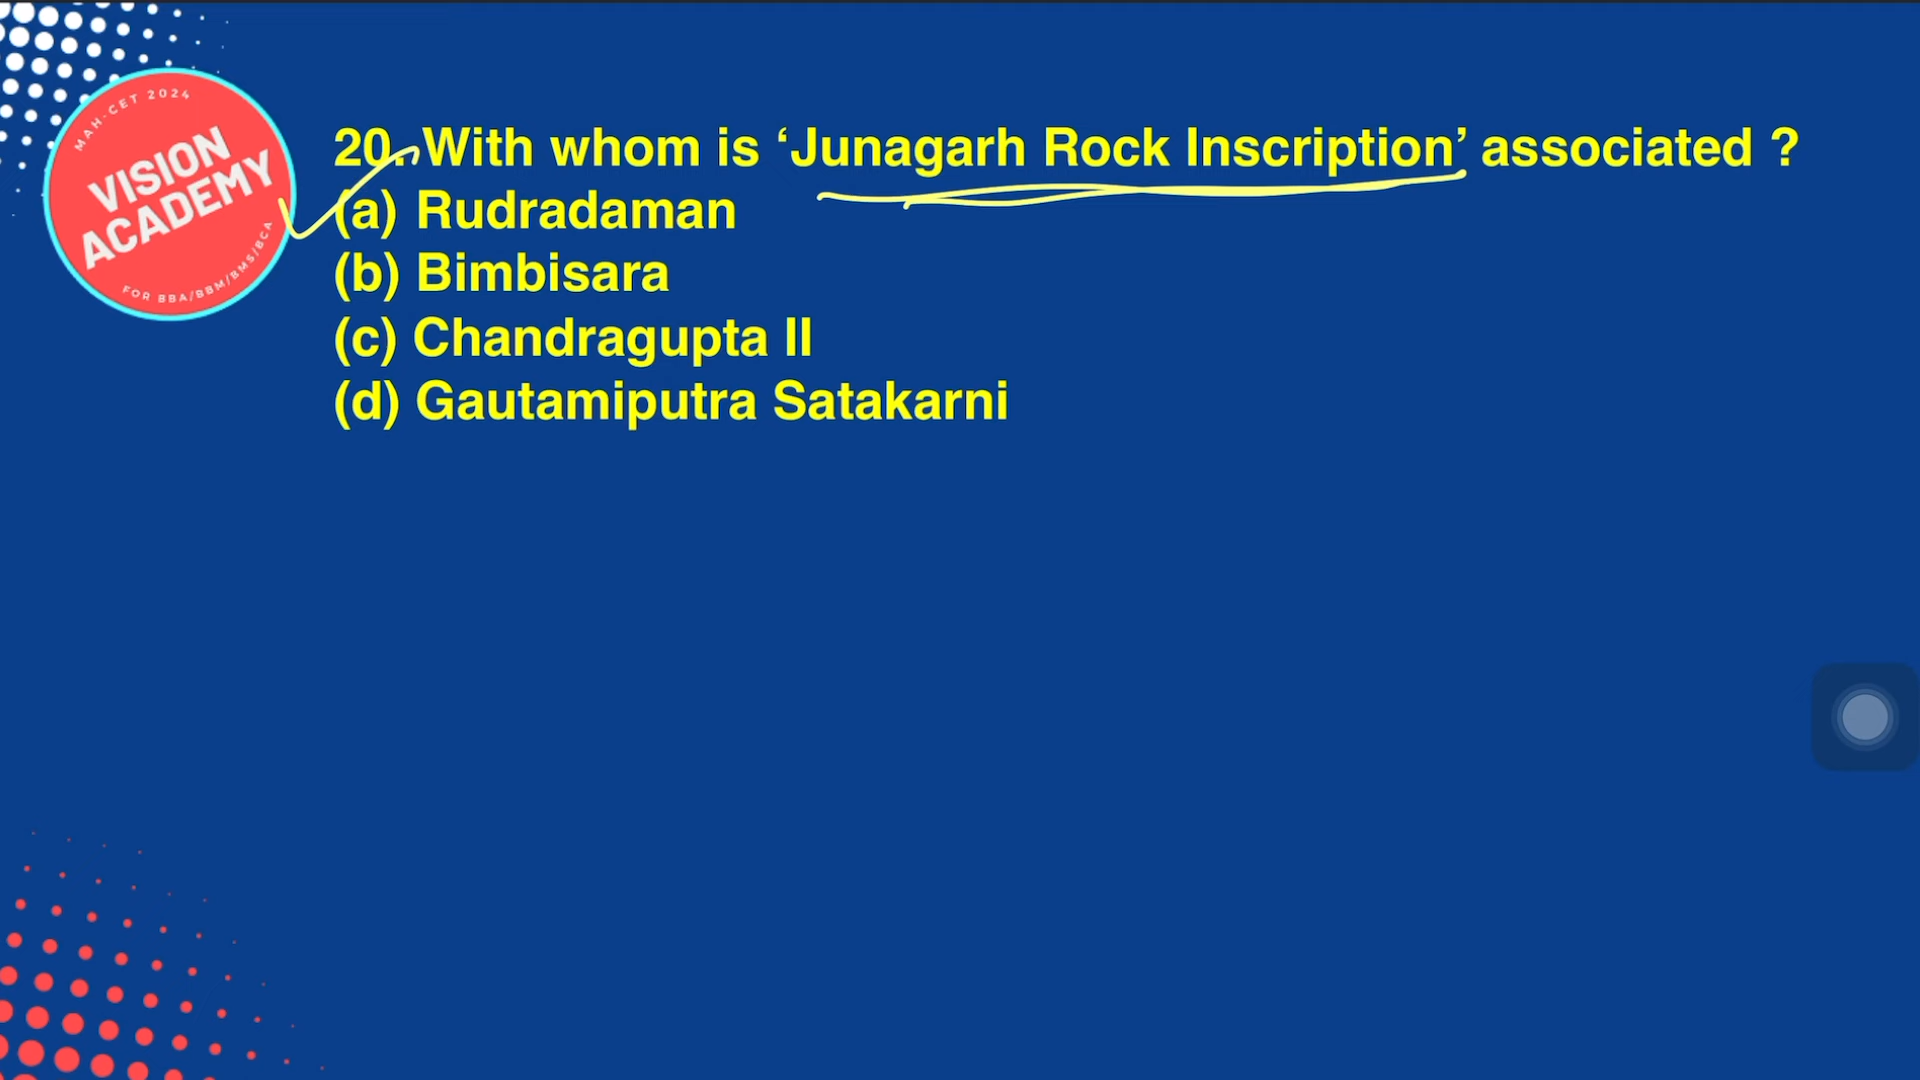 MAH-CET 2024
VISION
ACADEMY
FOR BBA/BBM/BMS/BCA
20. With whom is ‘Junagarh Rock Inscription’ associated ?
(a) Rudradaman
(b) Bimbisara
(c) Chandragupta II
(d) Gautamiputra Satakarni